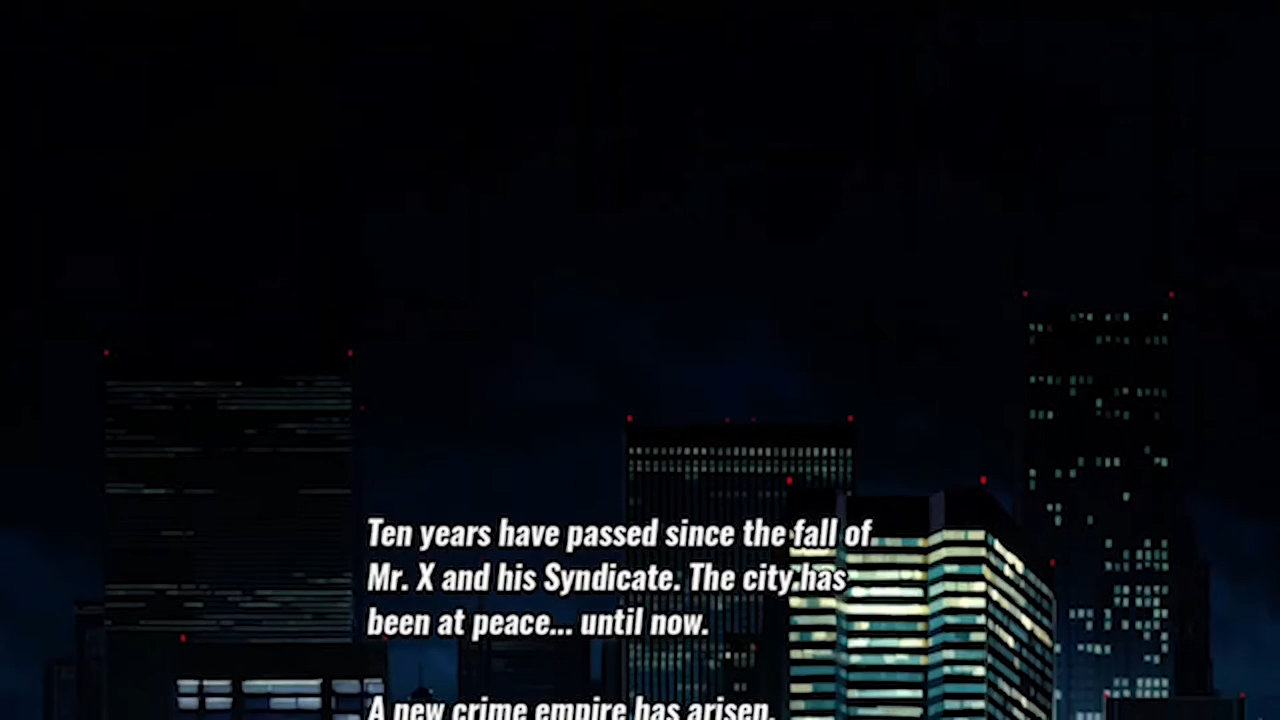 Ten years have passed since the fall of
Mr. X and his Syndicate. The city has
been at peace... until now.
A new crime empire has arisen,